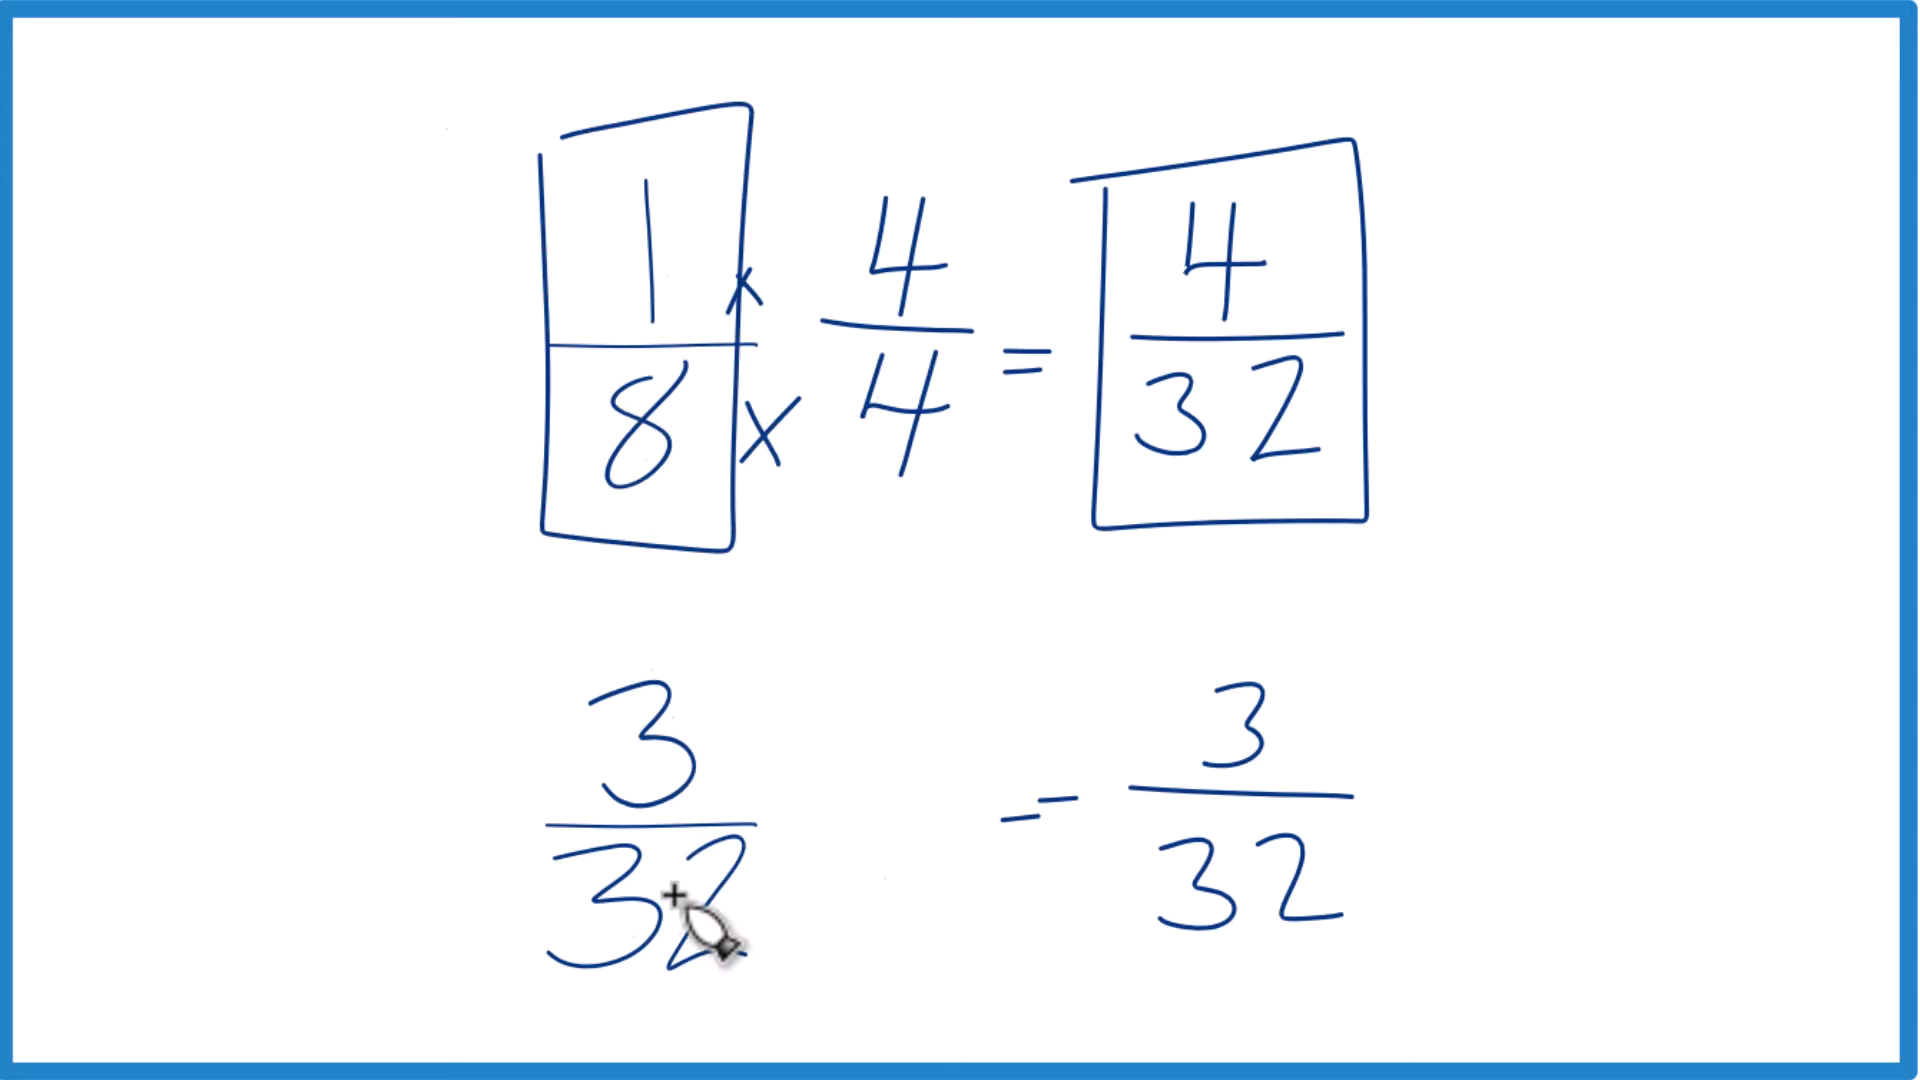 1/8 x 4/4 = 4/32
3/32 = 3/32